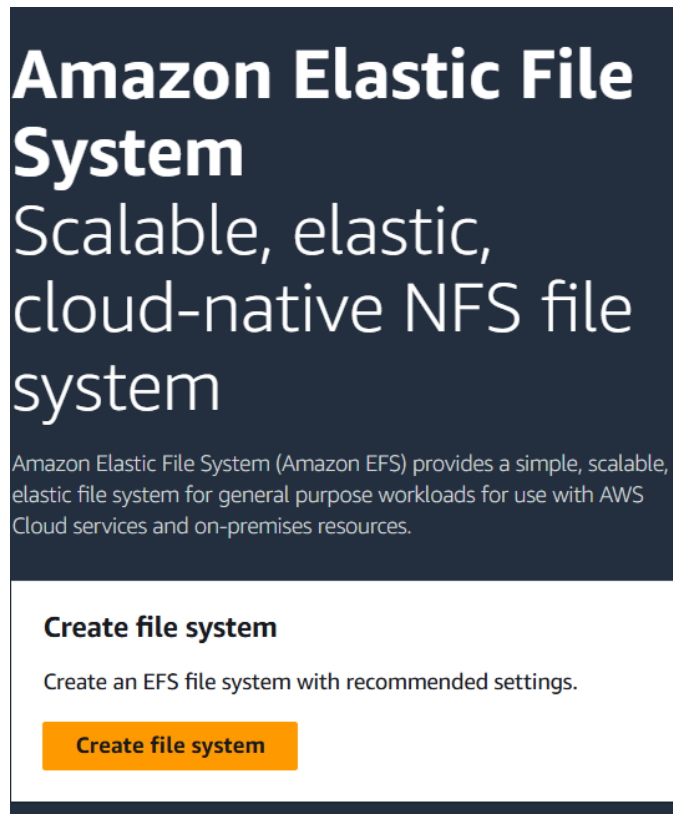 Amazon Elastic File
System
Scalable, elastic,
cloud-native NFS file
system
Amazon Elastic File System (Amazon EFS) provides a simple, scalable,
elastic file system for general purpose workloads for use with AWS
Cloud services and on-premises resources.
Create file system
Create an EFS file system with recommended settings.
Create file system